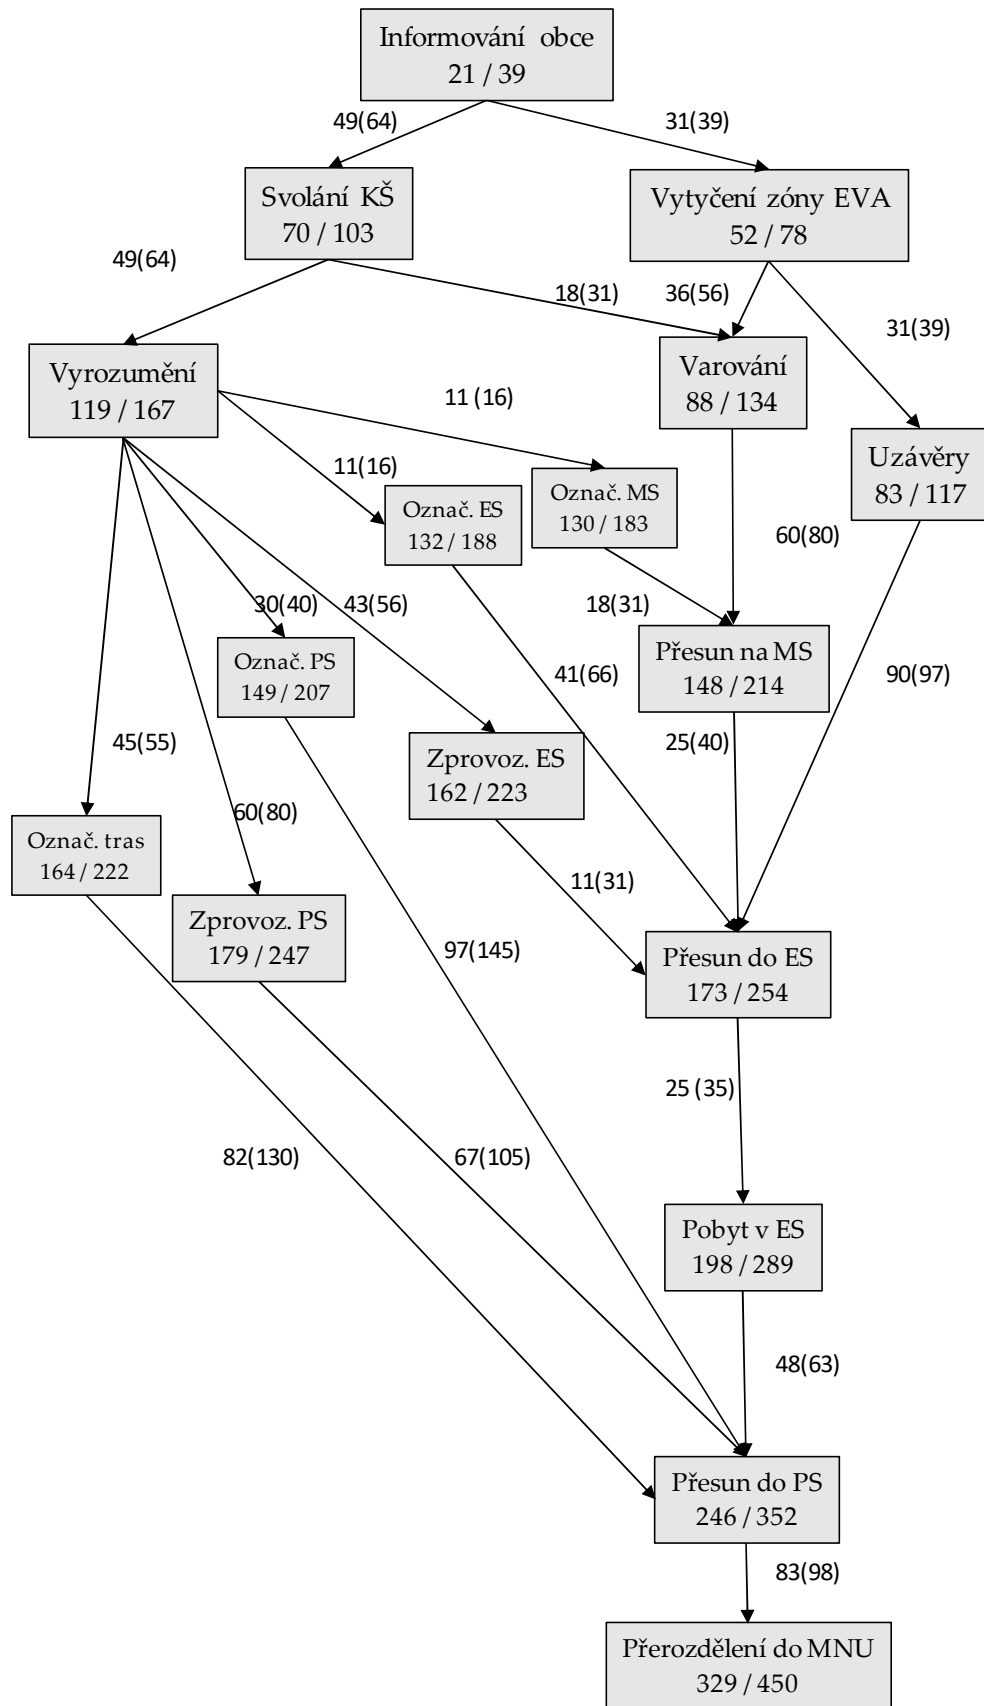 Informování obce
21 / 39
49(64)
31(39)
Svolání KŠ
70 / 103
Vytyčení zóny EVA
52 / 78
49(64)
18(31)
36(56)
31(39)
Vyrozumění
119 / 167
Varování
88 / 134
11 (16)
Uzávěry
83 / 117
11(16)
Označ. ES
132 / 188
Označ. MS
130 / 183
60(80)
30(40)
43(56)
18(31)
Označ. PS
149 / 207
41(66)
Přesun na MS
148 / 214
90(97)
45(55)
25(40)
Zprovoz. ES
162 / 223
60(80)
Označ. tras
164 / 222
11(31)
Zprovoz. PS
179 / 247
97(145)
Přesun do ES
173 / 254
25 (35)
82(130)
67(105)
Pobyt v ES
198 / 289
48(63)
Přesun do PS
246 / 352
83(98)
Přerozdělení do MNU
329 / 450